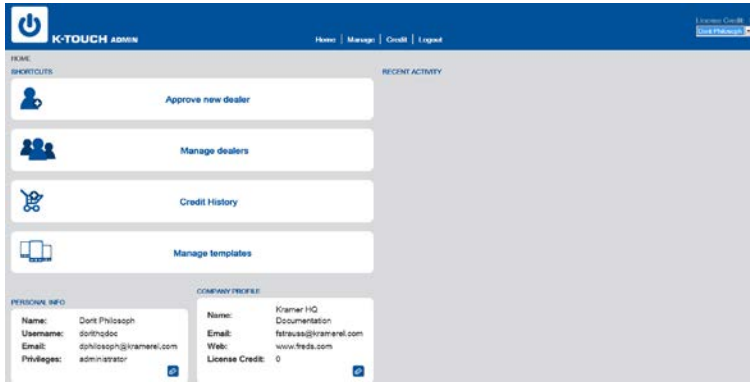 K-TOUCH ADMIN
Home | Manage | Credit | Logout
License Credit:
Dorit Philosoph
HOME
SHORTCUTS
RECENT ACTIVITY
Approve new dealer
Manage dealers
Credit History
Manage templates
PERSONAL INFO
Name: Dorit Philosoph
Username: dorithqdoc
Email: dphilosoph@kramerel.com
Privileges: administrator
COMPANY PROFILE
Name: Kramer HQ
Documentation
Email: fstrauss@kramerel.com
Web: www.freds.com
License Credit: 0